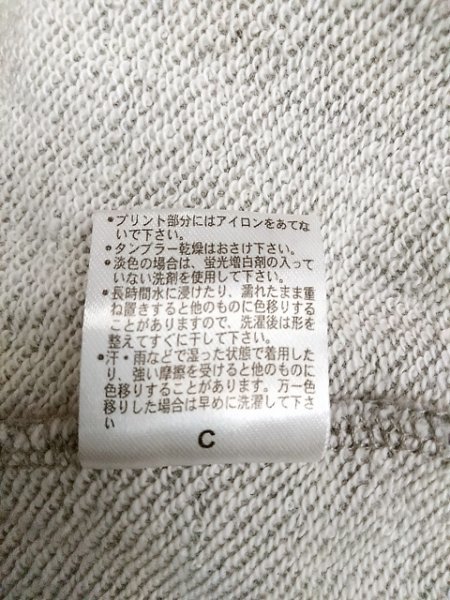 ●プリント部分にはアイロンをあてな
いで下さい。
●タンブラー乾燥はおさけ下さい。
●淡色の場合は、蛍光増白剤の入って
いない洗剤を使用して下さい。
●長時間水に浸けたり、濡れたまま重
ね置きすると他のものに色移りする
ことがありますので、洗濯後は形を
整えてすぐに干して下さい。
●汗・雨などで湿った状態で着用した
り、強い摩擦を受けると他のものに
色移りすることがあります。万一色
移りした場合は早めに洗濯して下さ
い
C